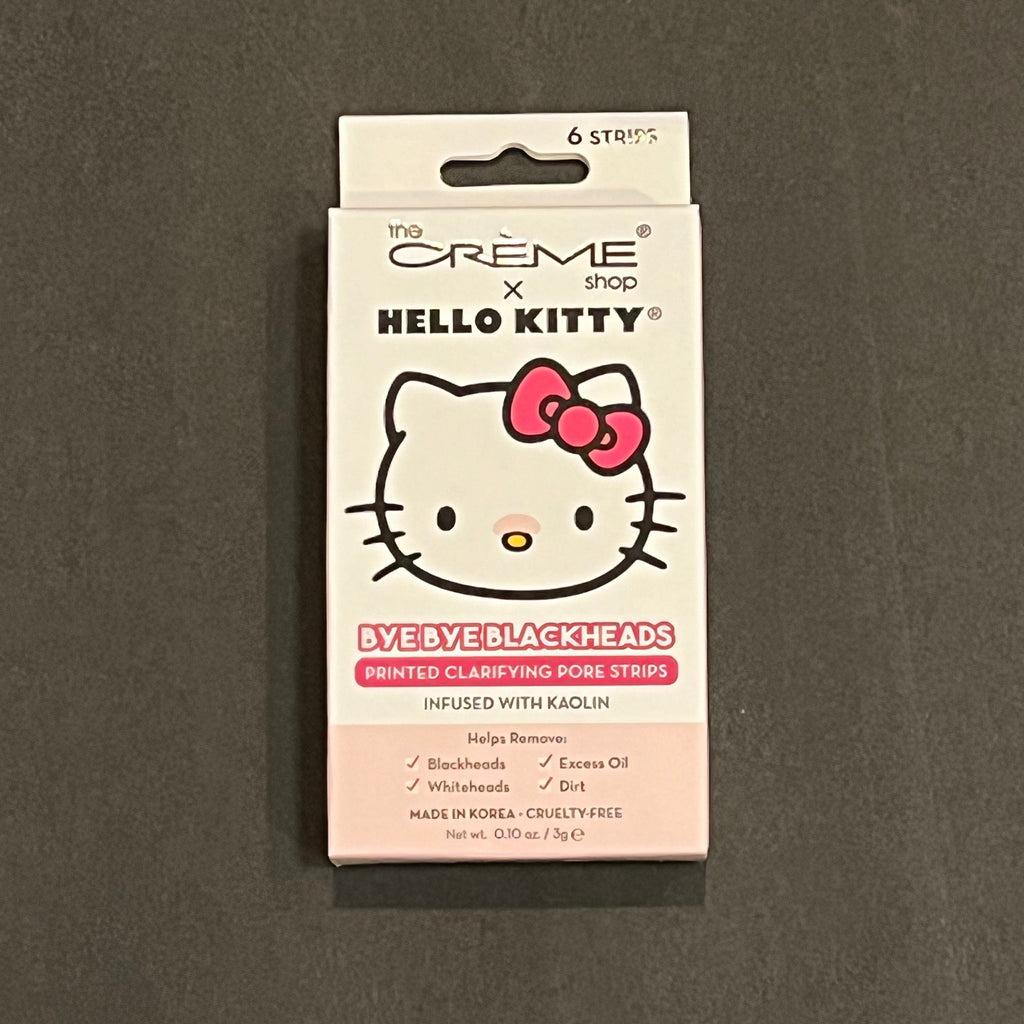 6 STRIPS
the
CRÈME®
shop
X
HELLO KITTY®
BYE BYE BLACKHEADS
PRINTED CLARIFYING PORE STRIPS
INFUSED WITH KAOLIN
Helps Remove:
✓ Blackheads ✓ Excess Oil
✓ Whiteheads ✓ Dirt
MADE IN KOREA • CRUELTY-FREE
Net wt. 0.10 oz. / 3g ℮